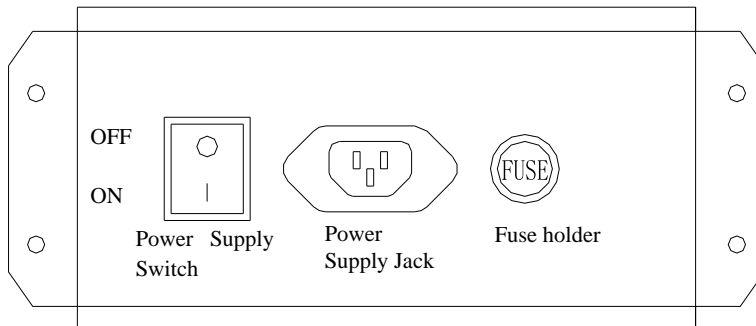 OFF
ON
FUSE
Power Supply
Switch
Power
Supply Jack
Fuse holder